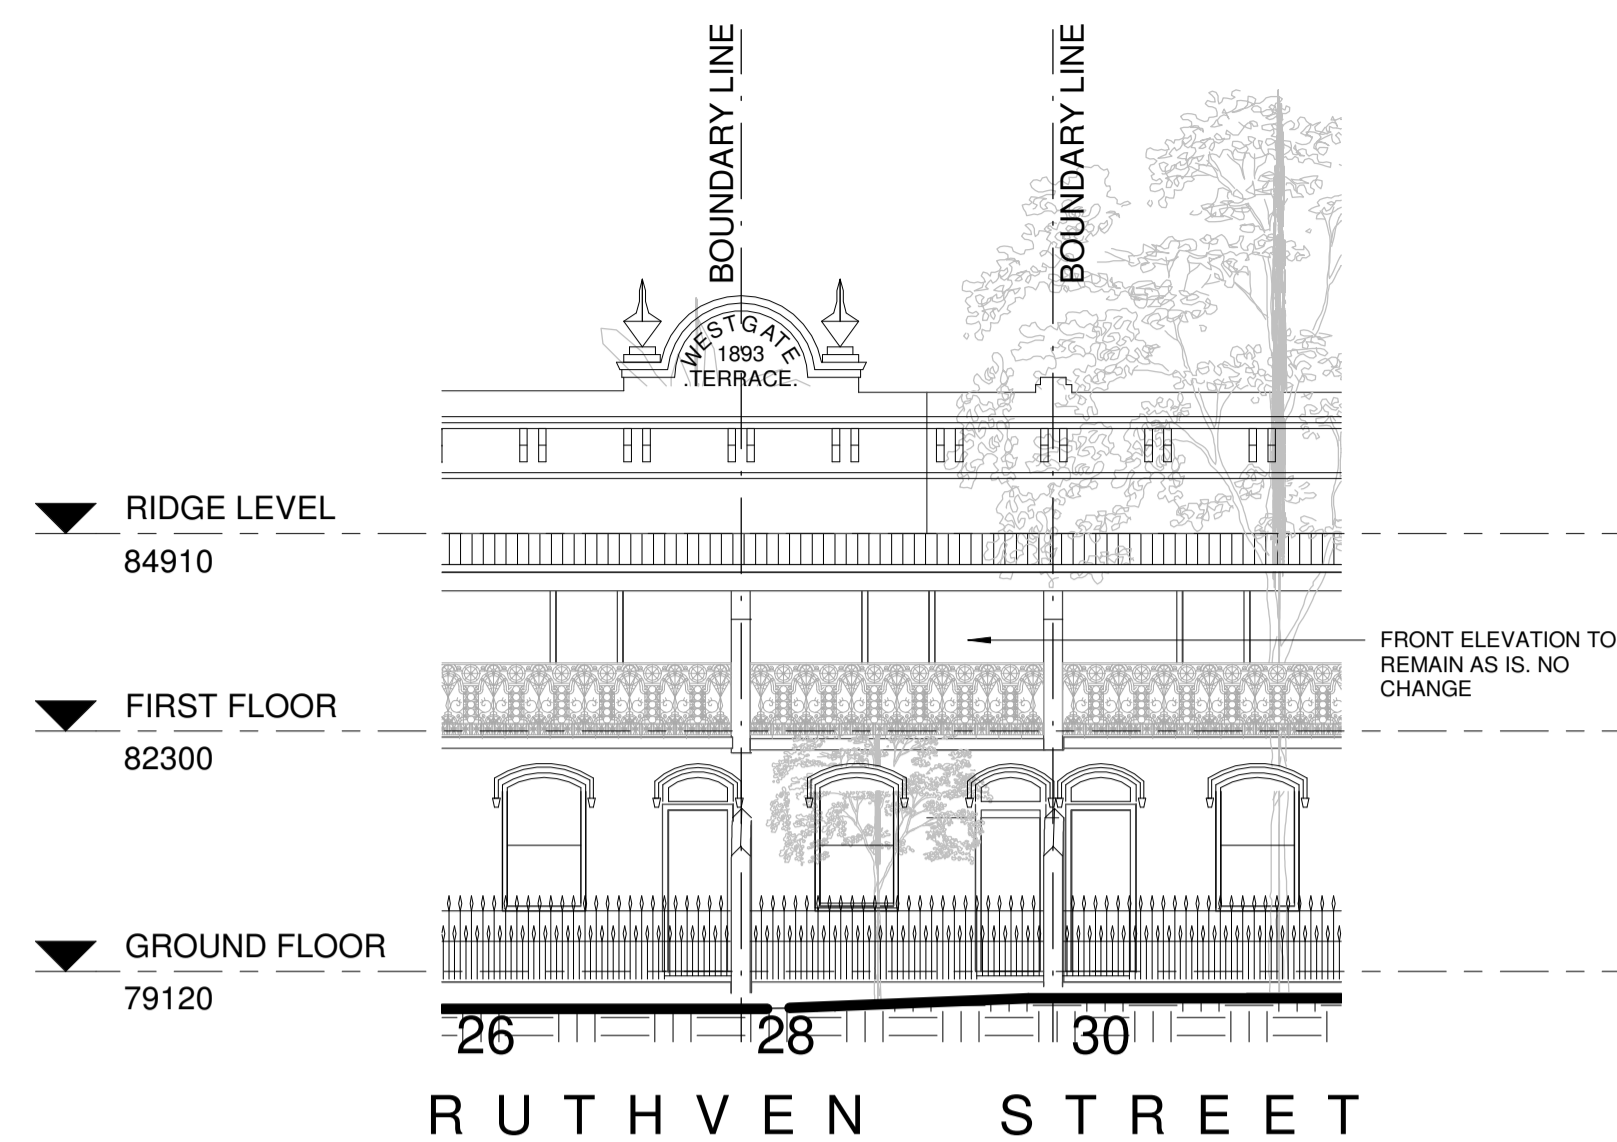 BOUNDARY LINE
BOUNDARY LINE
WESTGATE
1893
.TERRACE.
RIDGE LEVEL
84910
FRONT ELEVATION TO
REMAIN AS IS. NO
CHANGE
FIRST FLOOR
82300
GROUND FLOOR
79120
26
28
30
RUTHVEN STREET